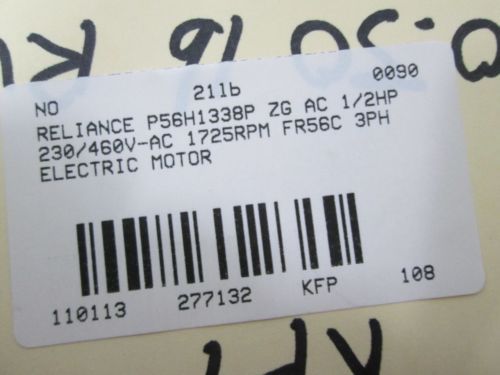 NO 21lb 0090
RELIANCE P56H1338P ZG AC 1/2HP
230/460V-AC 1725RPM FR56C 3PH
ELECTRIC MOTOR
110113 277132 KFP 108